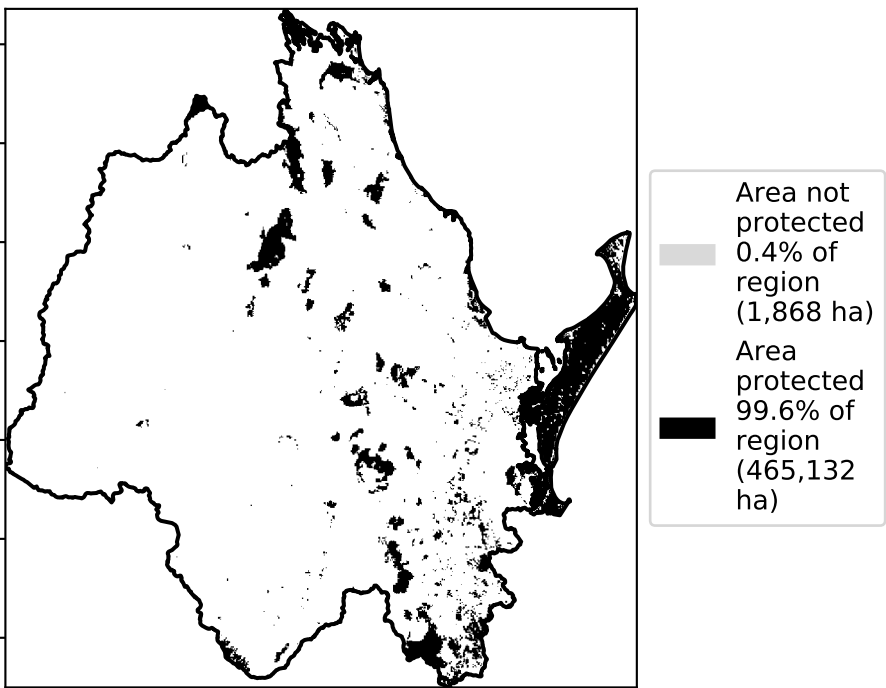 Area not
protected
0.4% of
region
(1,868 ha)
Area
protected
99.6% of
region
(465,132
ha)